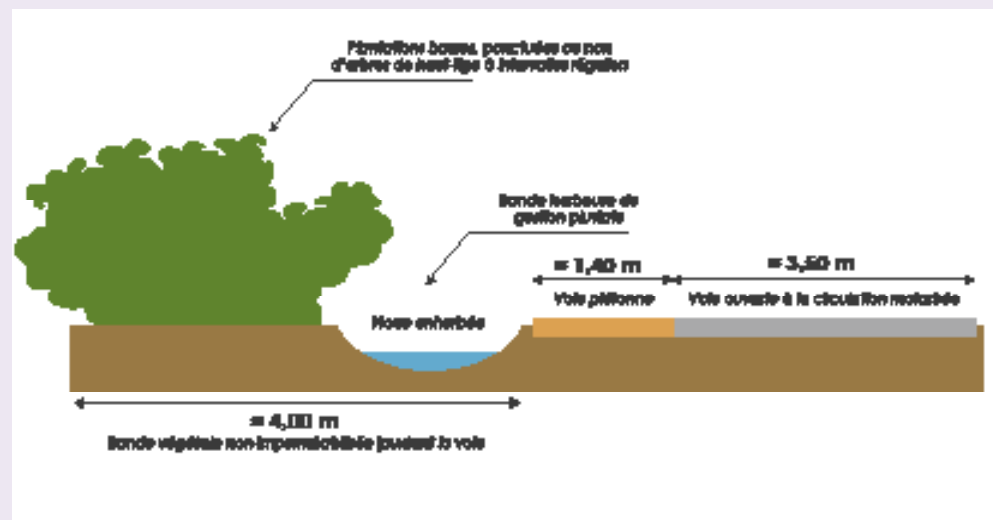 Plantations basses, ponctuées ou non
d'arbres de haut-tige à intervalles réguliers
Bande herbeuse de
gestion pluviale
≈ 1,40 m
≈ 3,50 m
Voie piétonne
Voie ouverte à la circulation motorisée
Noue enherbée
≈ 4,00 m
Bande végétale non-imperméabilisée jouxtant la voie